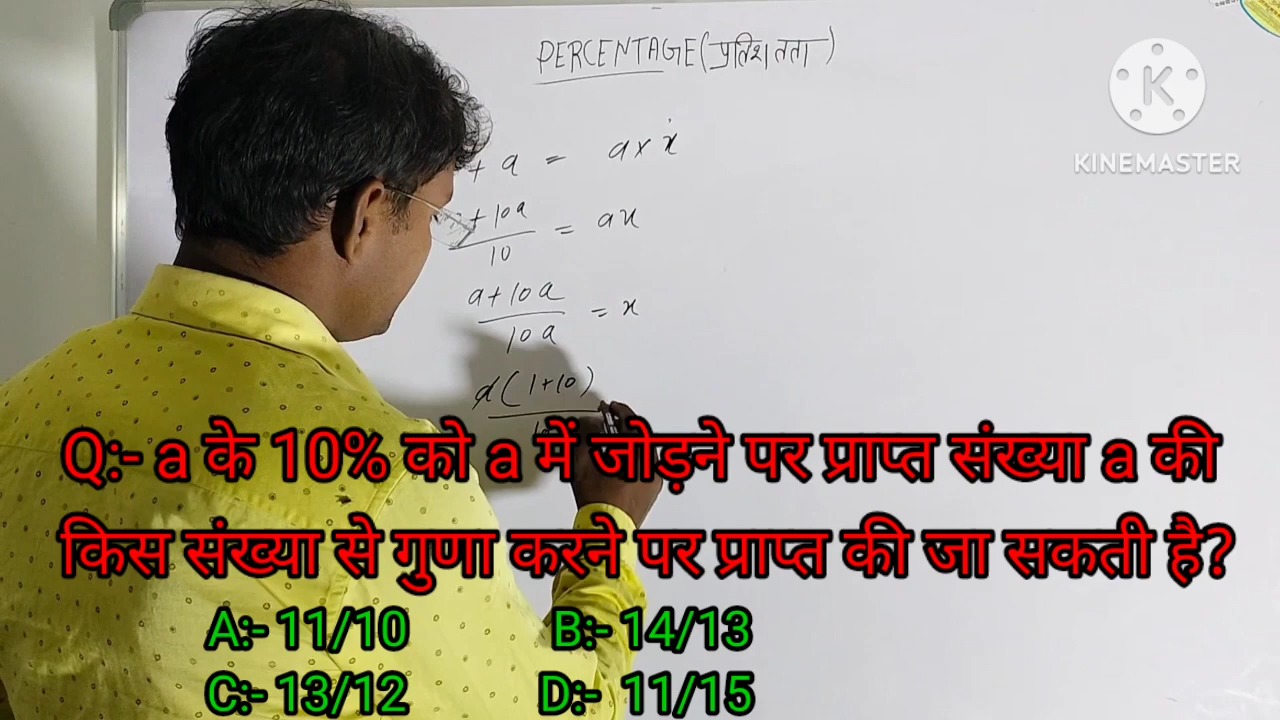 PERCENTAGE(प्रतिशतता)
KINEMASTER
+ a = a × x
+ 10a
10
= ax
a + 10a
10a
= x
a(1+10)
Q:- a के 10% को a में जोड़ने पर प्राप्त संख्या a की
किस संख्या से गुणा करने पर प्राप्त की जा सकती है?
A:- 11/10 B:- 14/13
C:- 13/12 D:- 11/15